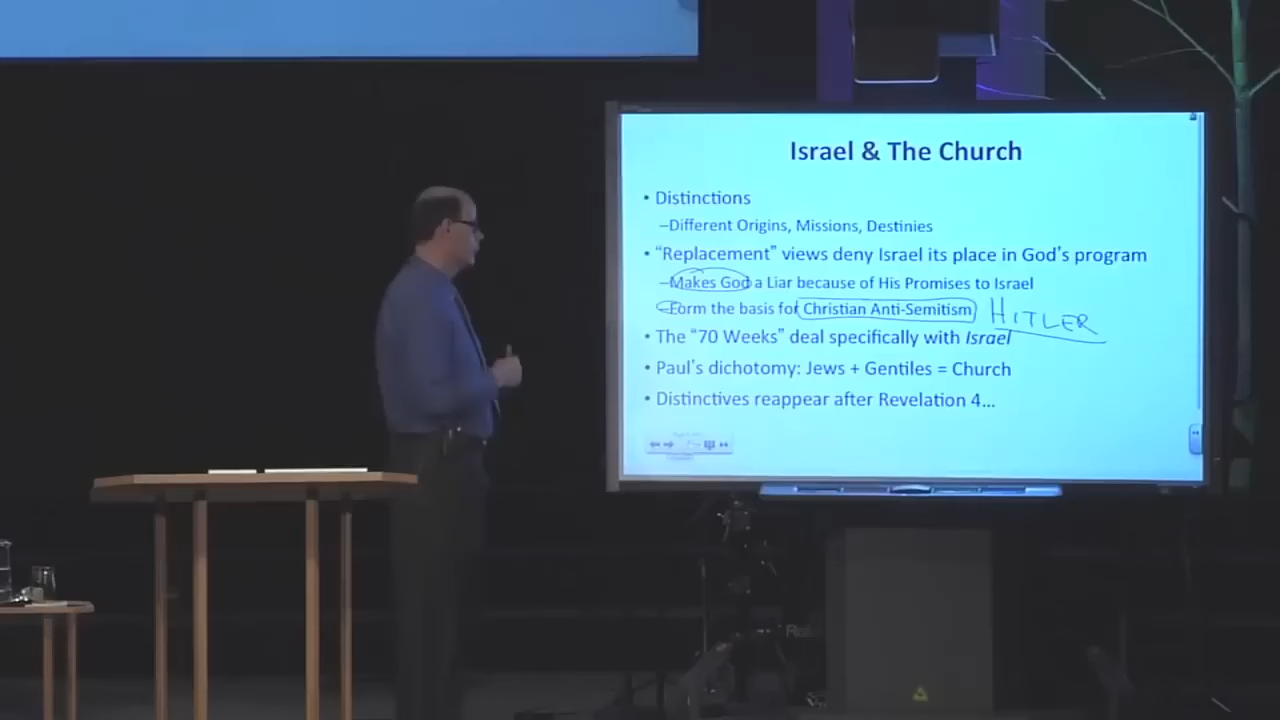 Israel & The Church
• Distinctions
–Different Origins, Missions, Destinies
• “Replacement” views deny Israel its place in God’s program
–Makes God a Liar because of His Promises to Israel
–Form the basis for Christian Anti-Semitism HITLER
• The “70 Weeks” deal specifically with Israel
• Paul’s dichotomy: Jews + Gentiles = Church
• Distinctives reappear after Revelation 4…